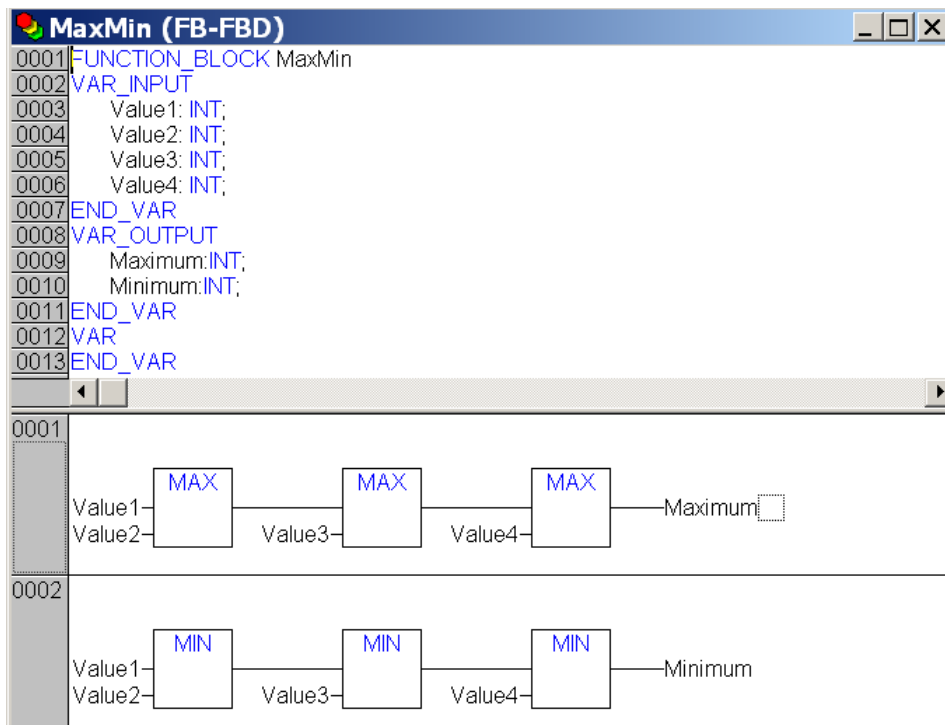 MaxMin (FB-FBD)
0001 FUNCTION_BLOCK MaxMin
0002 VAR_INPUT
0003 Value1: INT;
0004 Value2: INT;
0005 Value3: INT;
0006 Value4: INT;
0007 END_VAR
0008 VAR_OUTPUT
0009 Maximum:INT;
0010 Minimum:INT;
0011 END_VAR
0012 VAR
0013 END_VAR
0001
MAX MAX MAX
Value1 Maximum
Value2 Value3 Value4
0002
MIN MIN MIN
Value1 Minimum
Value2 Value3 Value4